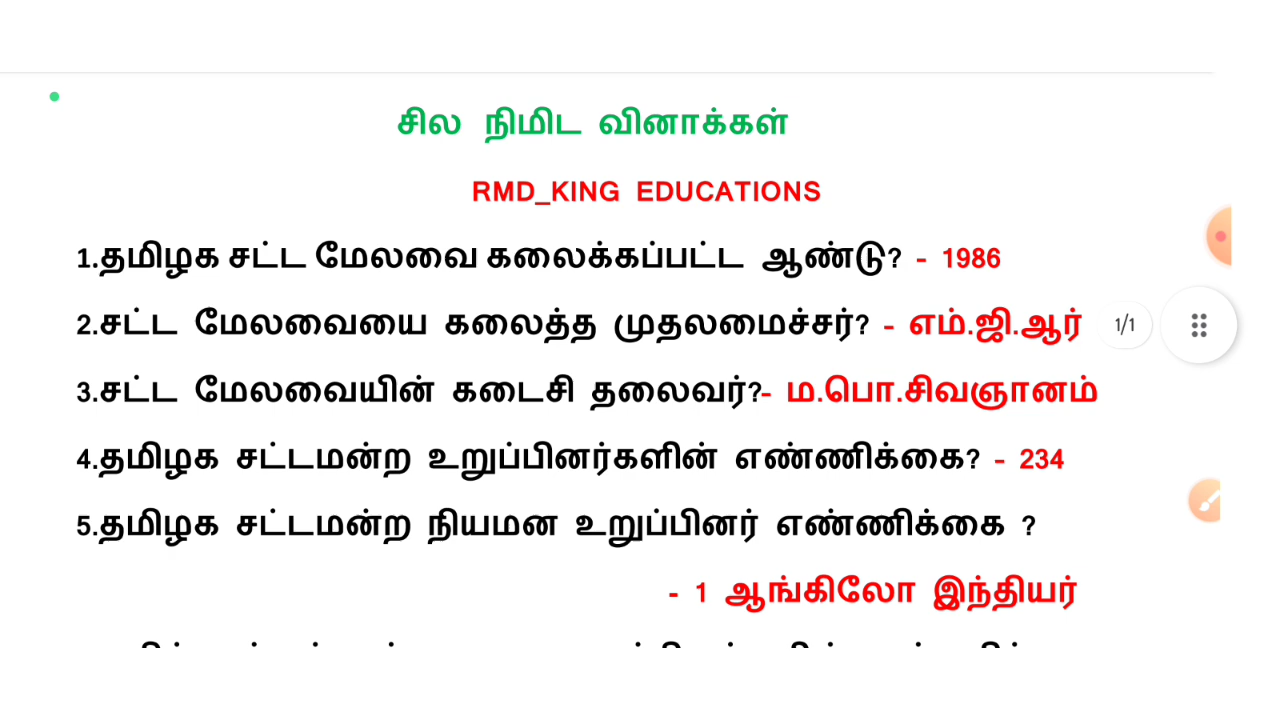 சில நிமிட வினாக்கள்
RMD_KING EDUCATIONS
1.தமிழக சட்ட மேலவை கலைக்கப்பட்ட ஆண்டு? - 1986
2.சட்ட மேலவையை கலைத்த முதலமைச்சர்? - எம்.ஜி.ஆர்
1/1
3.சட்ட மேலவையின் கடைசி தலைவர்?- ம.பொ.சிவஞானம்
4.தமிழக சட்டமன்ற உறுப்பினர்களின் எண்ணிக்கை? - 234
5.தமிழக சட்டமன்ற நியமன உறுப்பினர் எண்ணிக்கை ?
- 1 ஆங்கிலோ இந்தியர்